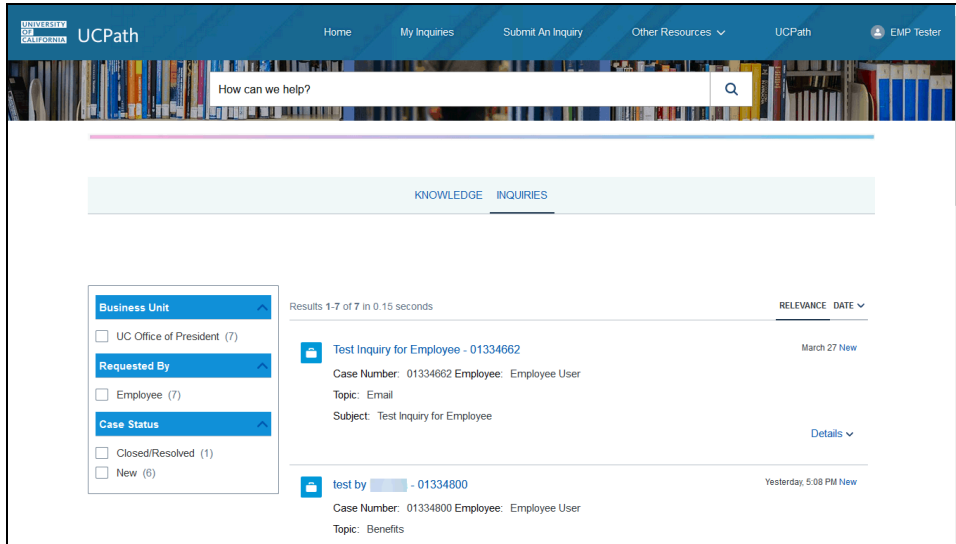 UNIVERSITY
OF
CALIFORNIA
UCPath
Home My Inquiries Submit An Inquiry Other Resources UCPath EMP Tester
How can we help?
KNOWLEDGE INQUIRIES
Business Unit
UC Office of President (7)
Requested By
Employee (7)
Case Status
Closed/Resolved (1)
New (6)
Results 1-7 of 7 in 0.15 seconds
RELEVANCE DATE
Test Inquiry for Employee - 01334662
March 27 New
Case Number: 01334662 Employee: Employee User
Topic: Email
Subject: Test Inquiry for Employee
Details
test by - 01334800
Yesterday, 5:08 PM New
Case Number: 01334800 Employee: Employee User
Topic: Benefits